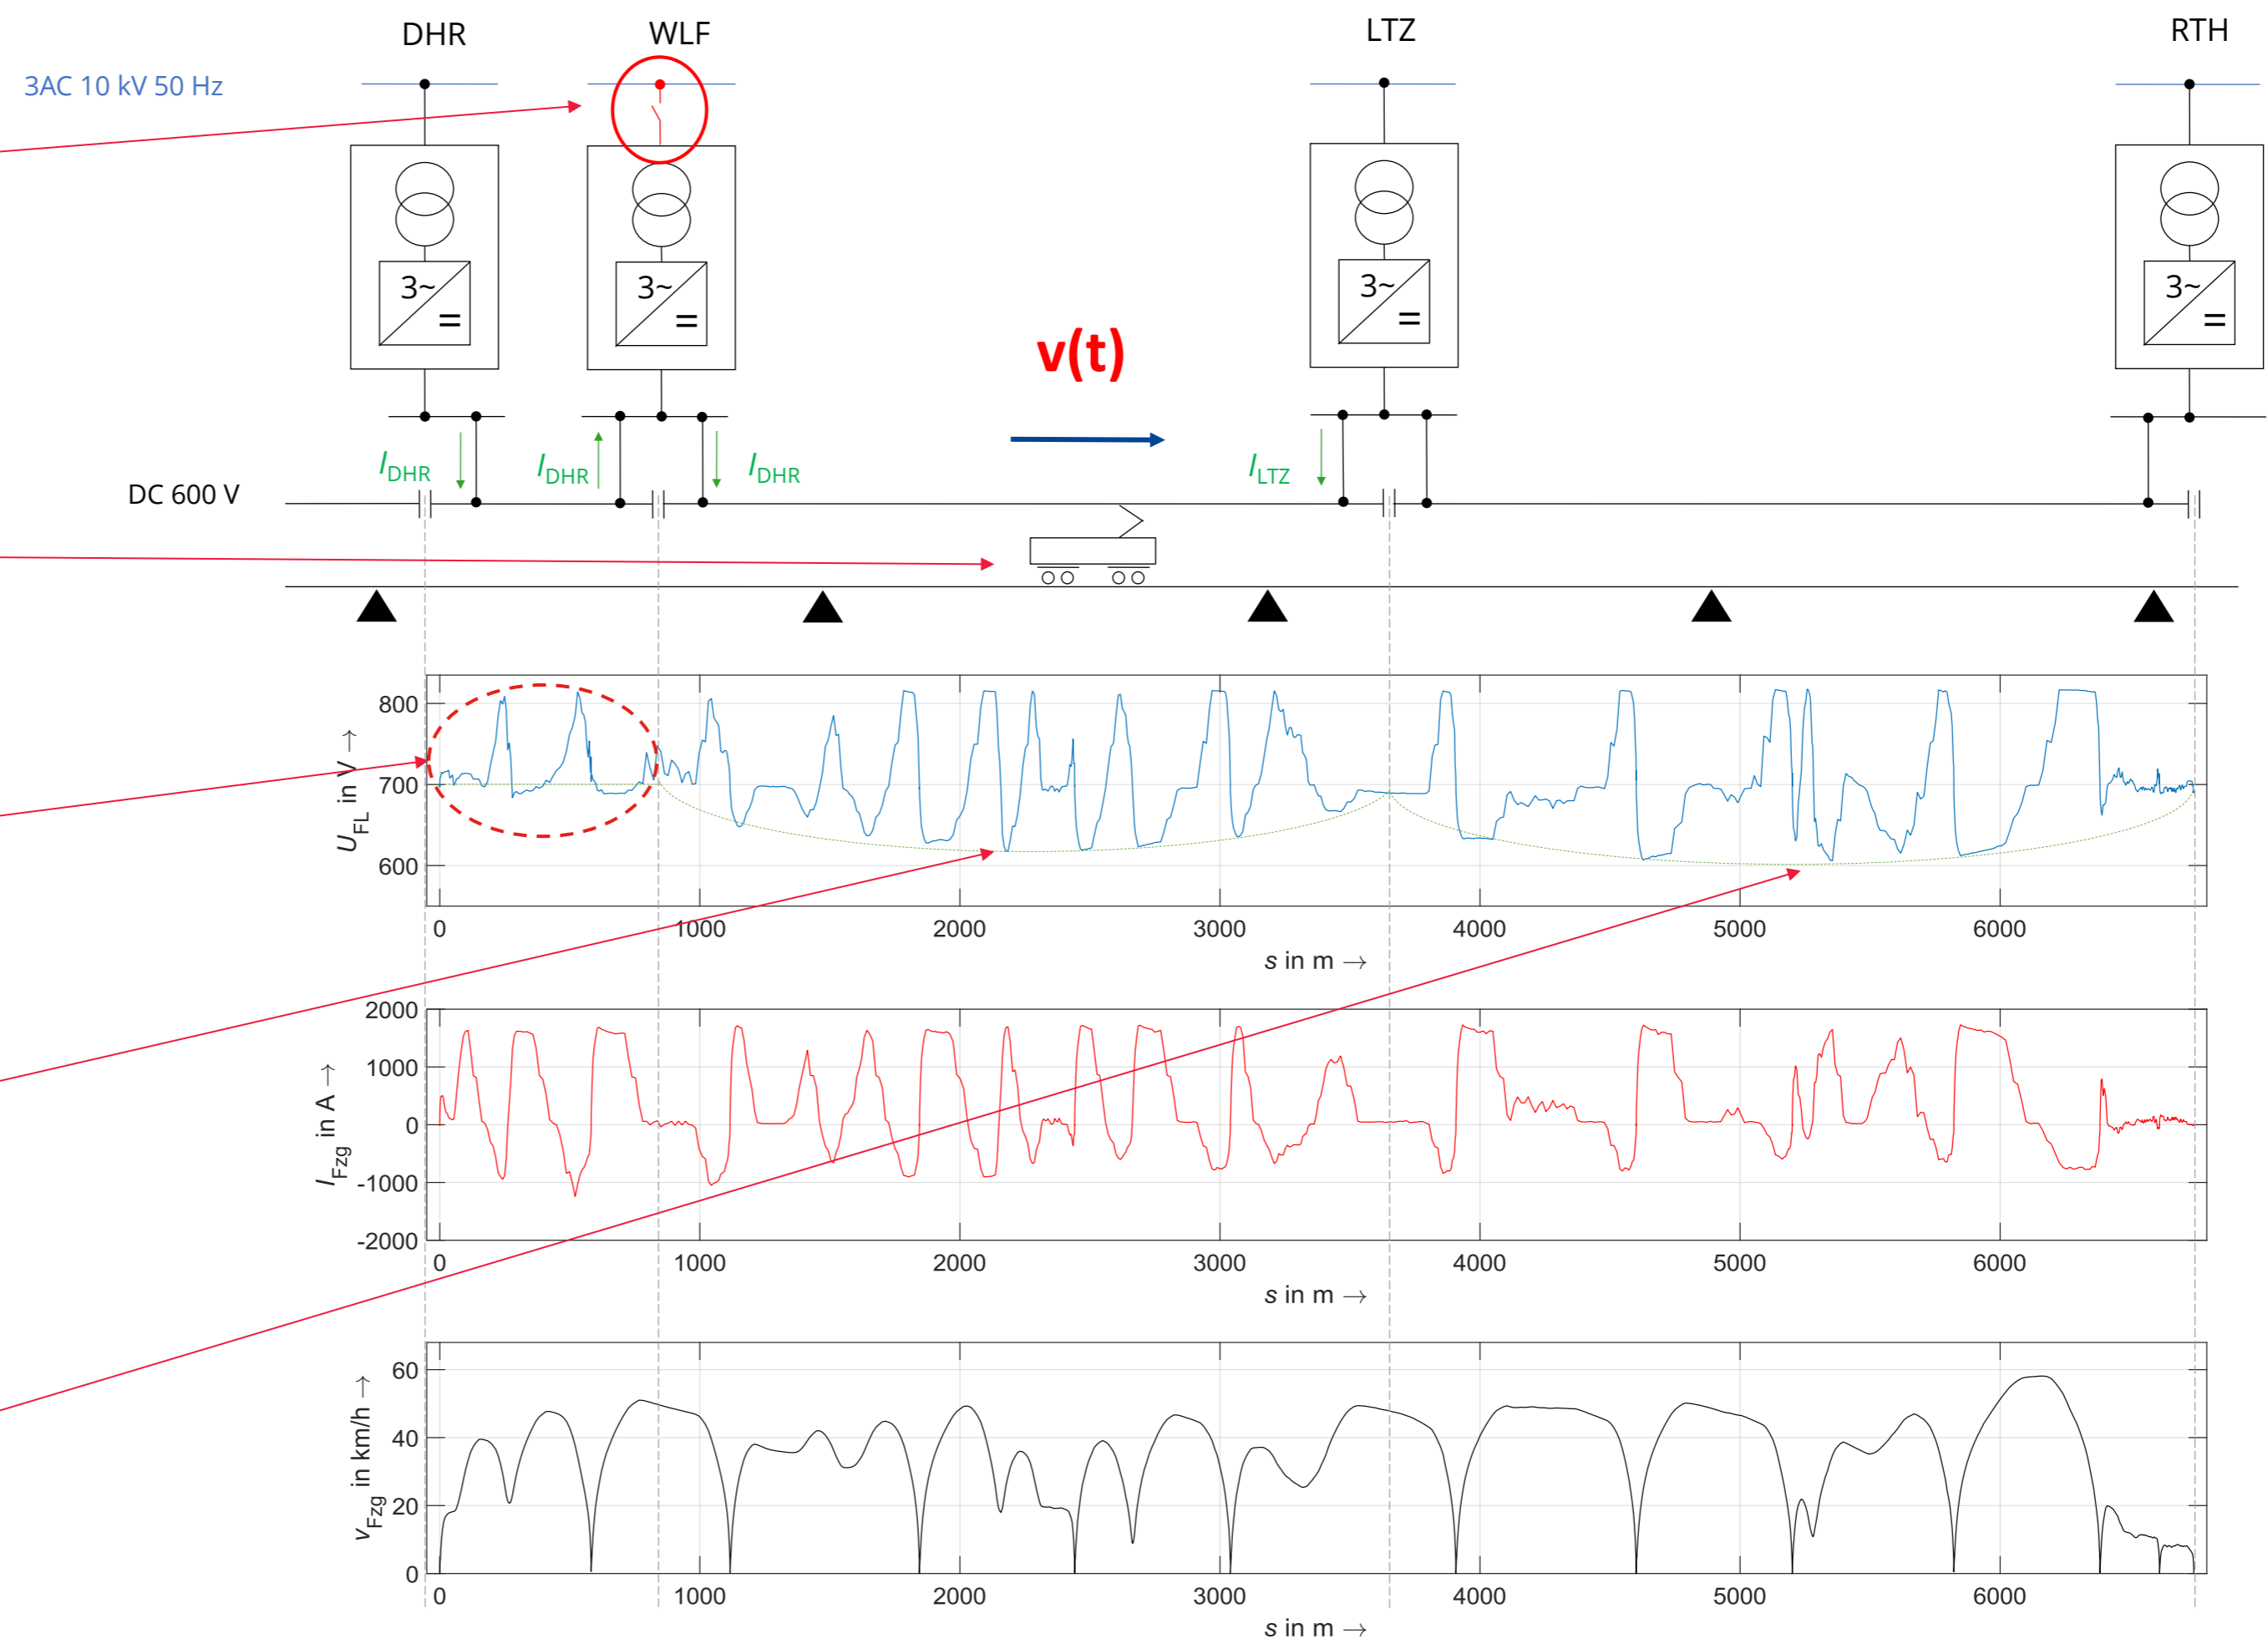 DHR WLF LTZ RTH
3AC 10 kV 50 Hz
3~ 3~ 3~ 3~
= = = =
v(t)
I_DHR I_DHR I_DHR I_LTZ
DC 600 V
800
700
600
U_FL in V →
0 1000 2000 3000 4000 5000 6000
s in m →
2000
1000
0
-1000
-2000
I_Fzg in A →
0 1000 2000 3000 4000 5000 6000
s in m →
60
40
20
0
v_Fzg in km/h →
0 1000 2000 3000 4000 5000 6000
s in m →